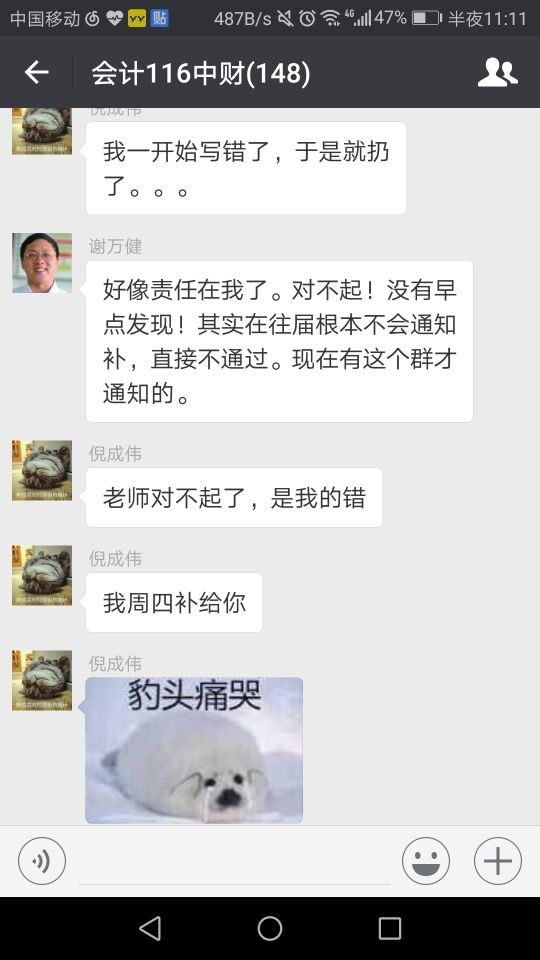 中国移动 487B/s 4G 47% 半夜11:11
会计116中财(148)
倪成伟
我一开始写错了，于是就扔
了。。。
谢万健
好像责任在我了。对不起！没有早
点发现！其实在往届根本不会通知
补，直接不通过。现在有这个群才
通知的。
倪成伟
老师对不起了，是我的错
倪成伟
我周四补给你
倪成伟
豹头痛哭